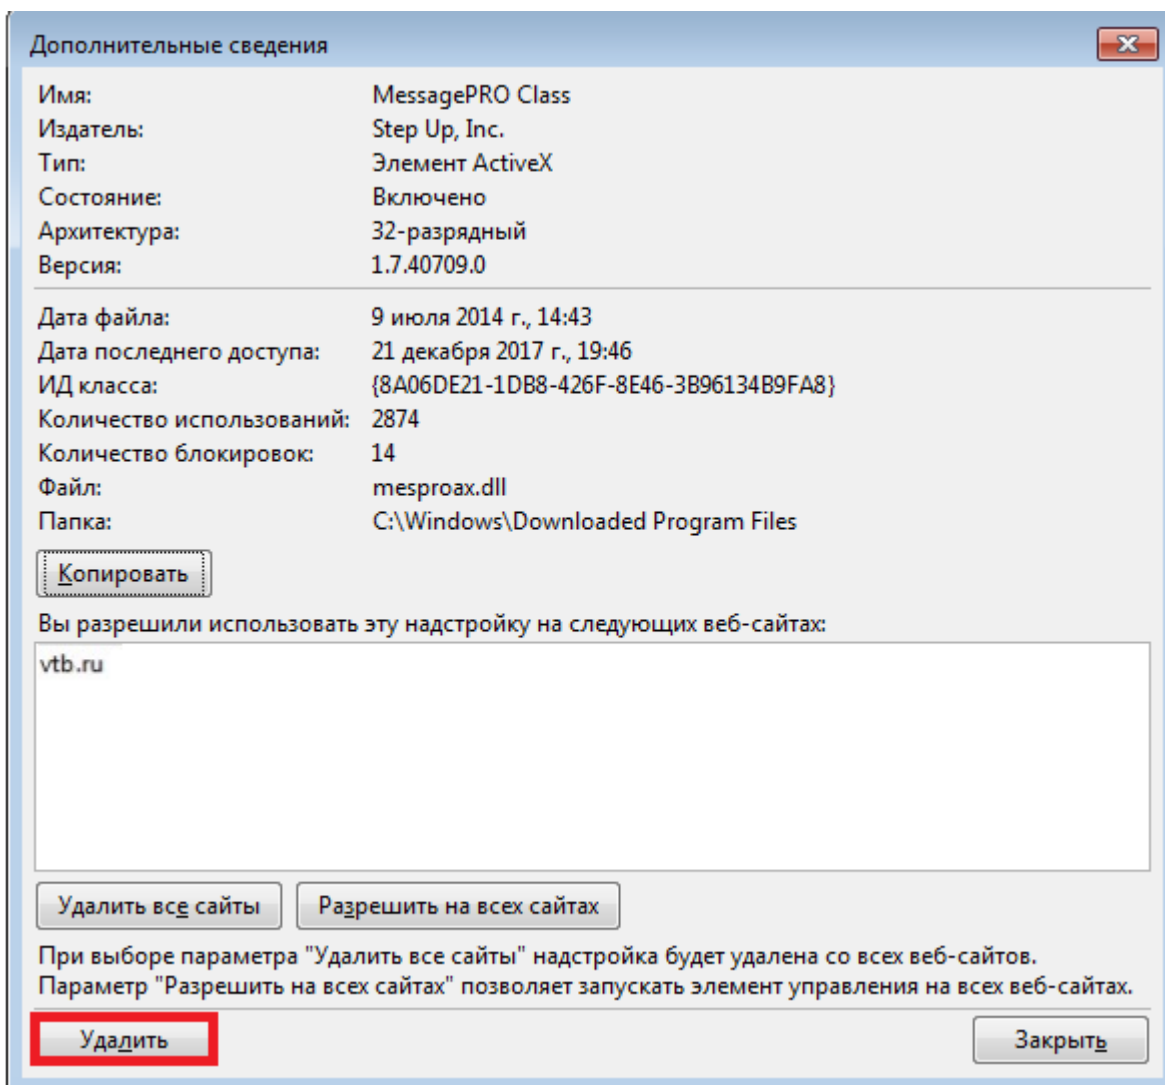 Дополнительные сведения
Имя: MessagePRO Class
Издатель: Step Up, Inc.
Тип: Элемент ActiveX
Состояние: Включено
Архитектура: 32-разрядный
Версия: 1.7.40709.0
Дата файла: 9 июля 2014 г., 14:43
Дата последнего доступа: 21 декабря 2017 г., 19:46
ИД класса: {8A06DE21-1DB8-426F-8E46-3B96134B9FA8}
Количество использований: 2874
Количество блокировок: 14
Файл: mesproax.dll
Папка: C:\Windows\Downloaded Program Files
Копировать
Вы разрешили использовать эту надстройку на следующих веб-сайтах:
vtb.ru
Удалить все сайты Разрешить на всех сайтах
При выборе параметра "Удалить все сайты" надстройка будет удалена со всех веб-сайтов.
Параметр "Разрешить на всех сайтах" позволяет запускать элемент управления на всех веб-сайтах.
Удалить Закрыть